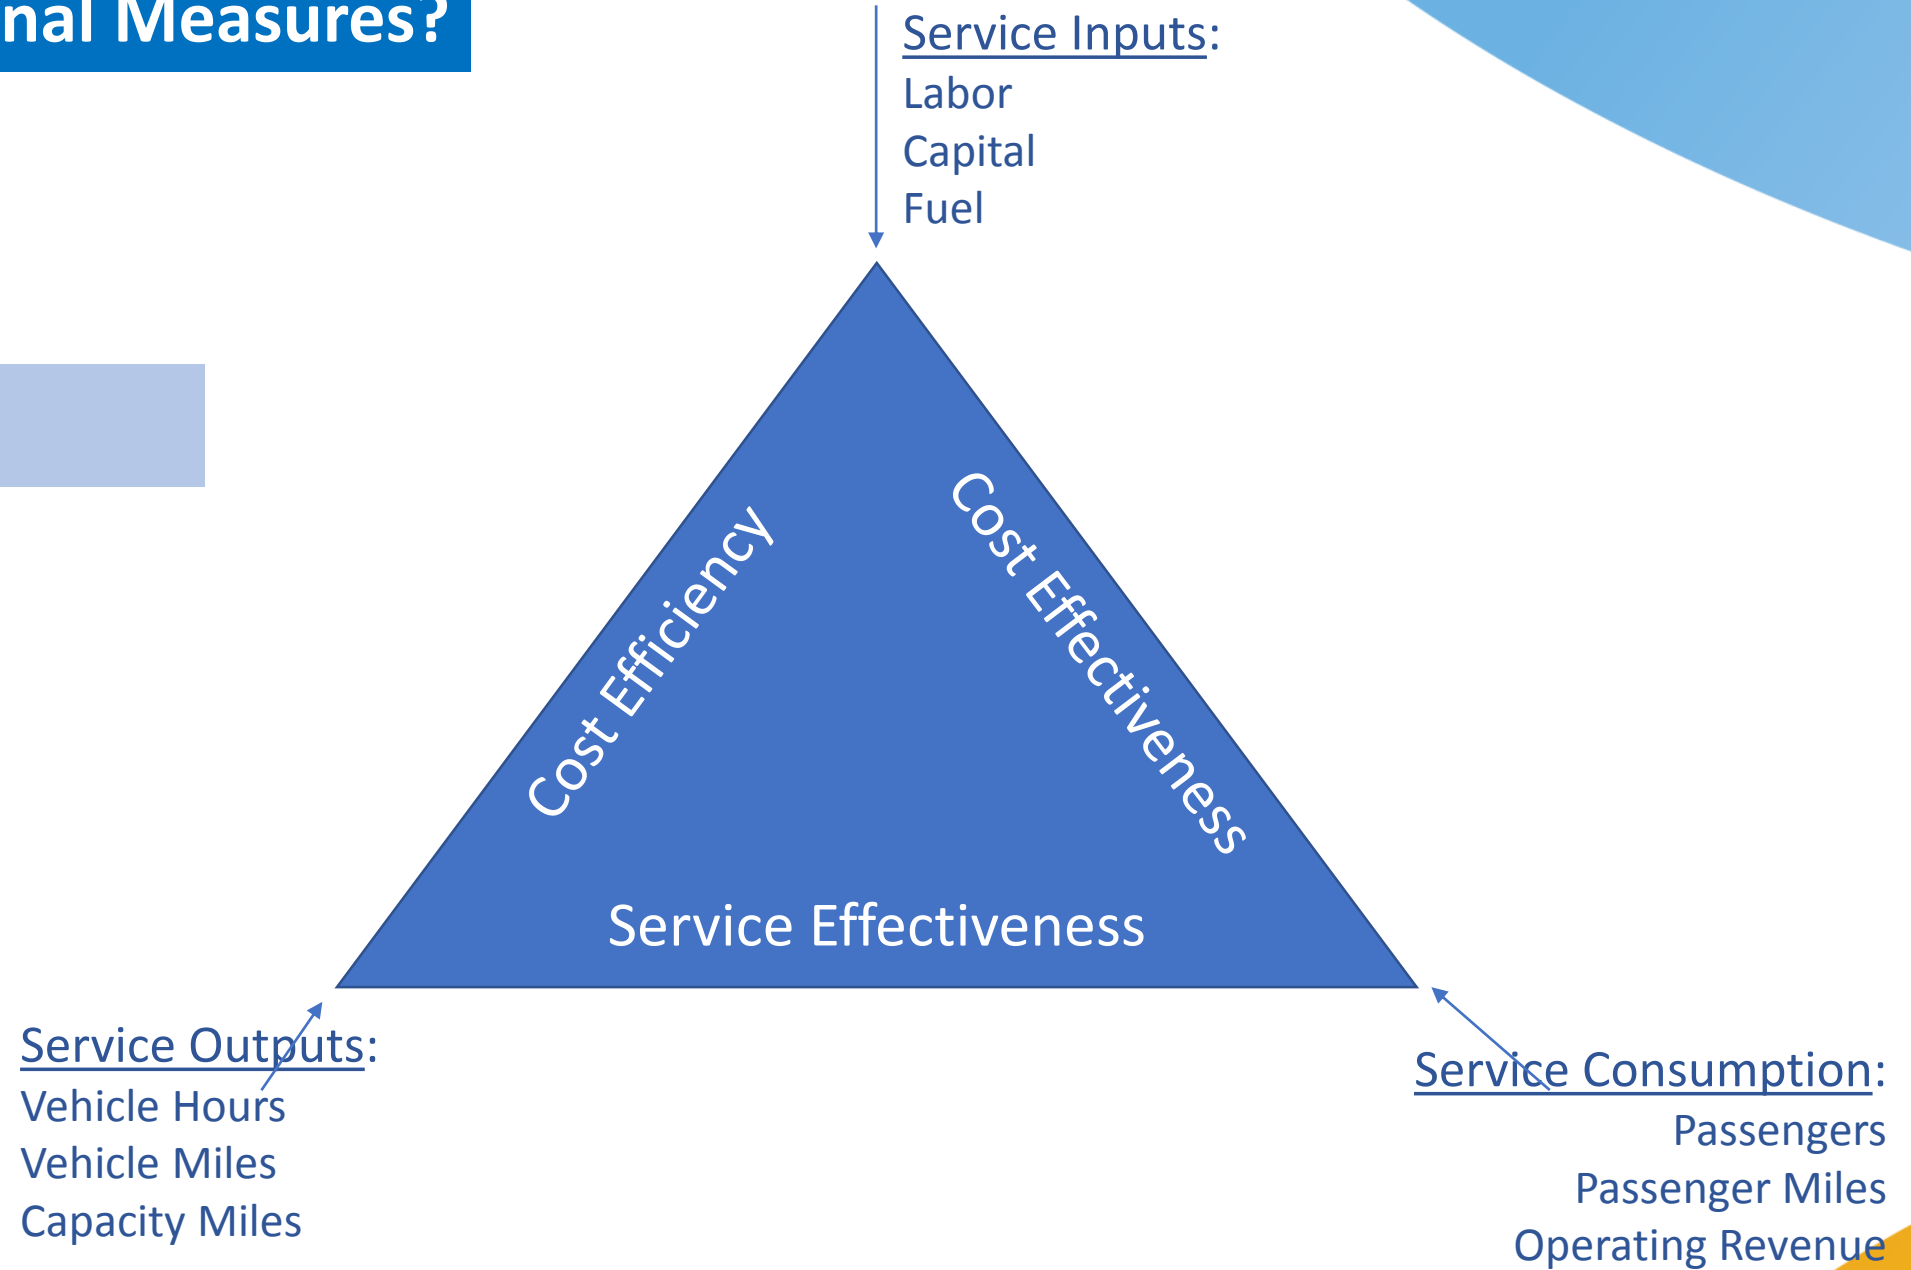 nal Measures?
Service Inputs:
Labor
Capital
Fuel
Cost Efficiency
Cost Effectiveness
Service Effectiveness
Service Outputs:
Vehicle Hours
Vehicle Miles
Capacity Miles
Service Consumption:
Passengers
Passenger Miles
Operating Revenue